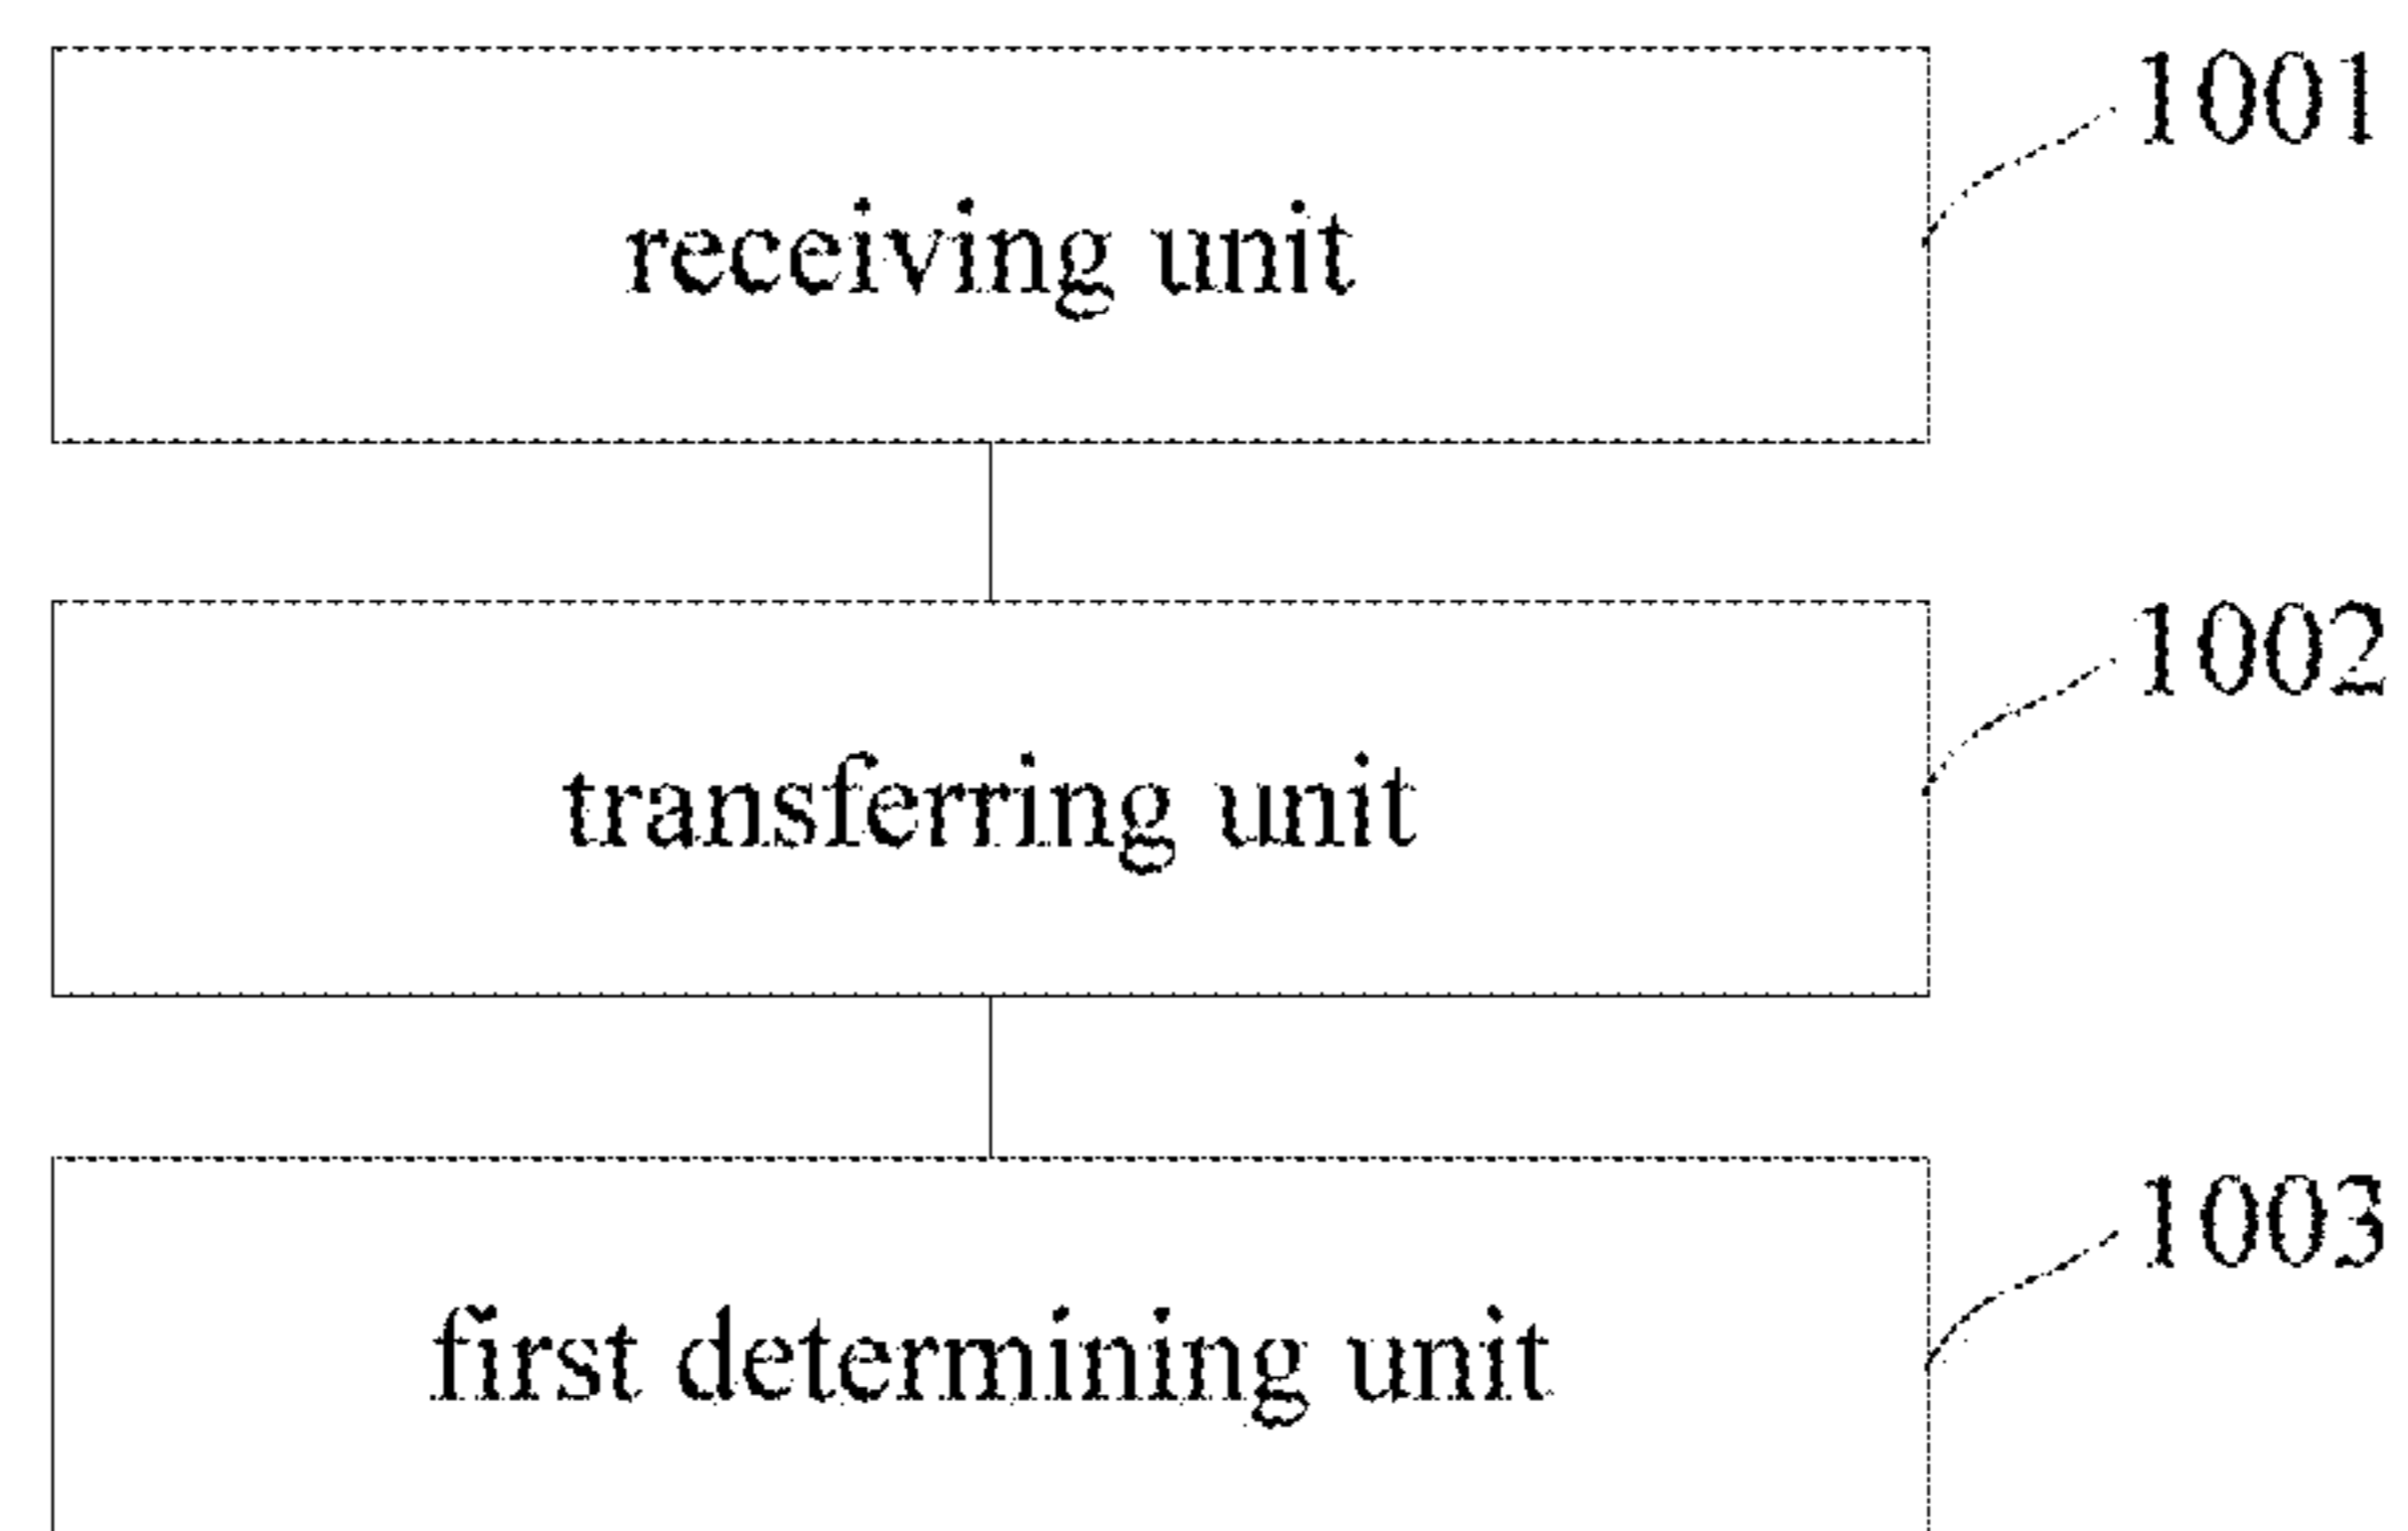 1001
receiving unit
1002
transferring unit
1003
first determining unit